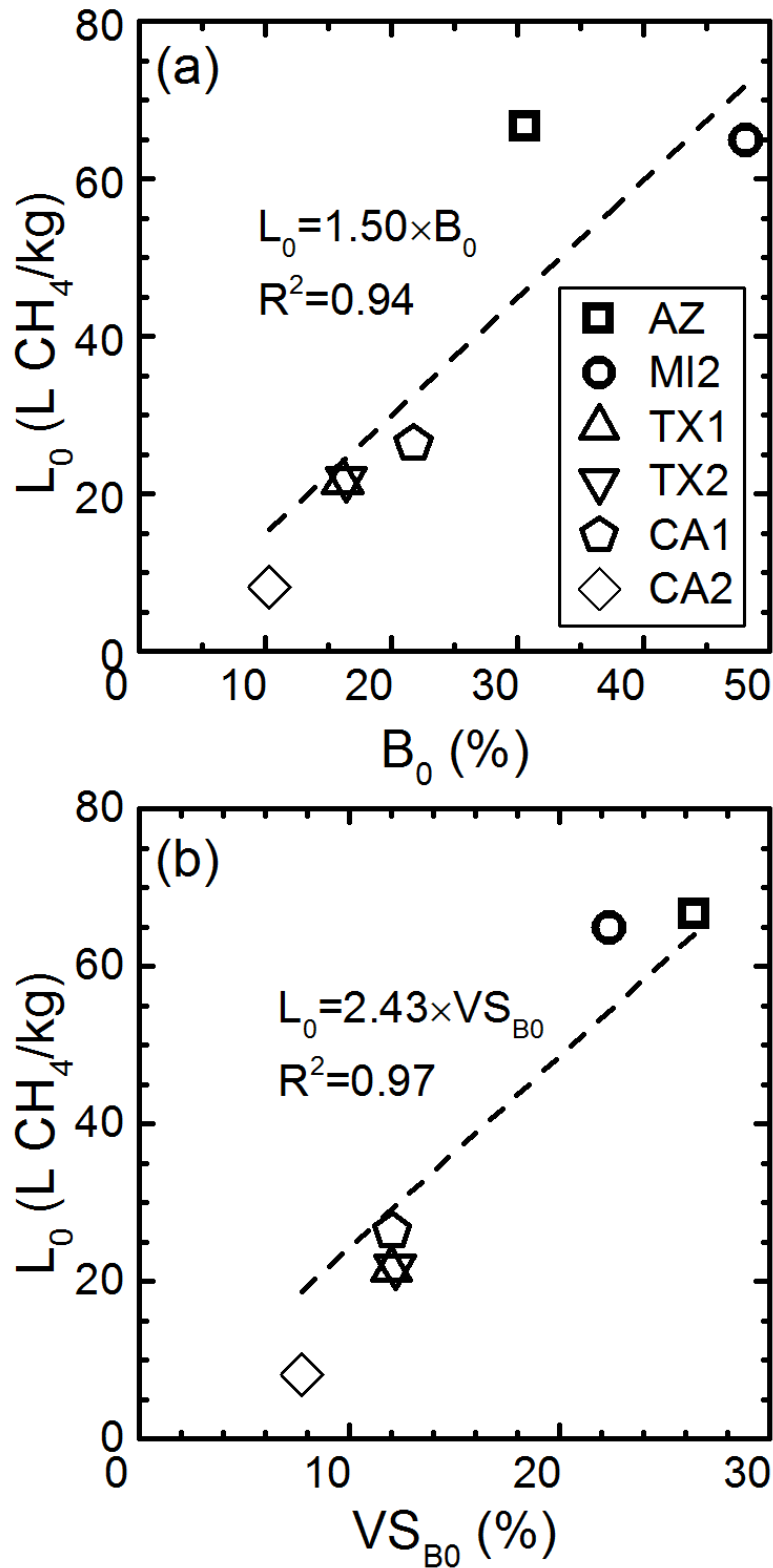 (a)
80
60
40
20
0
L₀ (L CH₄/kg)
L₀=1.50×B₀
R²=0.94
AZ
MI2
TX1
TX2
CA1
CA2
0 10 20 30 40 50
B₀ (%)
(b)
80
60
40
20
0
L₀ (L CH₄/kg)
L₀=2.43×VS_B0
R²=0.97
0 10 20 30
VS_B0 (%)